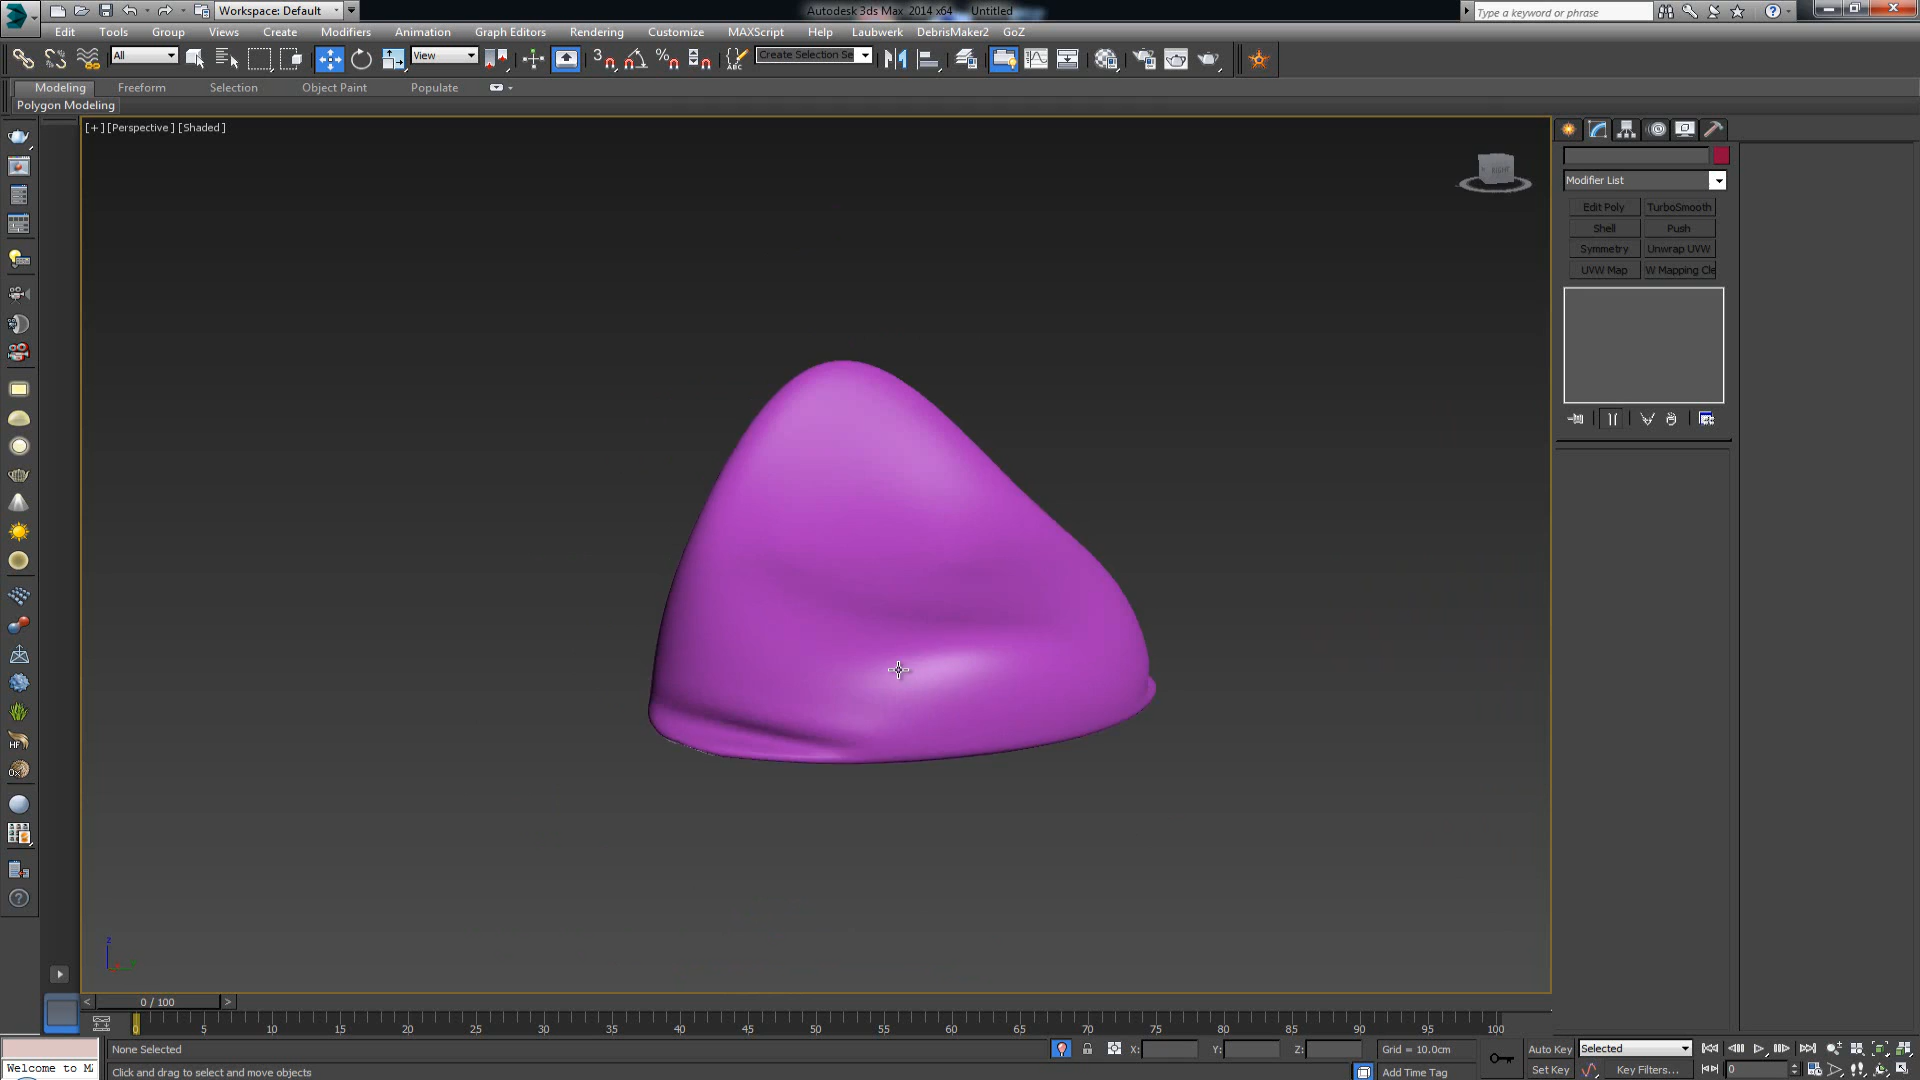 Workspace: Default
Autodesk 3ds Max 2014 x64 Untitled
Type a keyword or phrase
Edit Tools Group Views Create Modifiers Animation Graph Editors Rendering Customize MAXScript Help Laubwerk DebrisMaker2 GoZ
All View Create Selection Se
Modeling Freeform Selection Object Paint Populate
Polygon Modeling
[+] [Perspective] [Shaded]
RIGHT
Modifier List
Edit Poly TurboSmooth
Shell Push
Symmetry Unwrap UVW
UVW Map W Mapping Cle
z
0 / 100
0 5 10 15 20 25 30 35 40 45 50 55 60 65 70 75 80 85 90 95 100
None Selected X: Y: Z: Grid = 10.0cm Auto Key Selected
Welcome to M Click and drag to select and move objects Add Time Tag Set Key Key Filters... 0